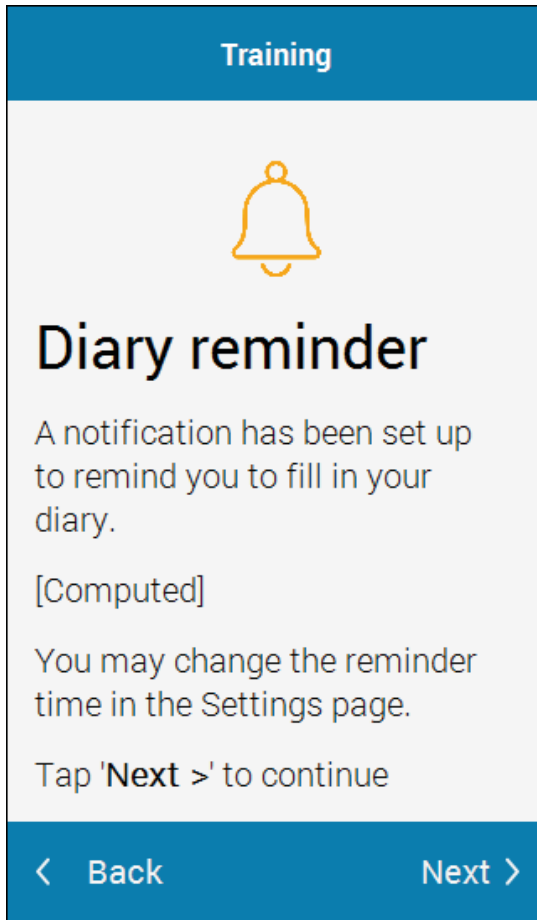 Training
Diary reminder
A notification has been set up
to remind you to fill in your
diary.
[Computed]
You may change the reminder
time in the Settings page.
Tap 'Next >' to continue
< Back Next >